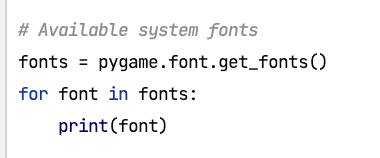 # Available system fonts
fonts = pygame.font.get_fonts()
for font in fonts:
    print(font)